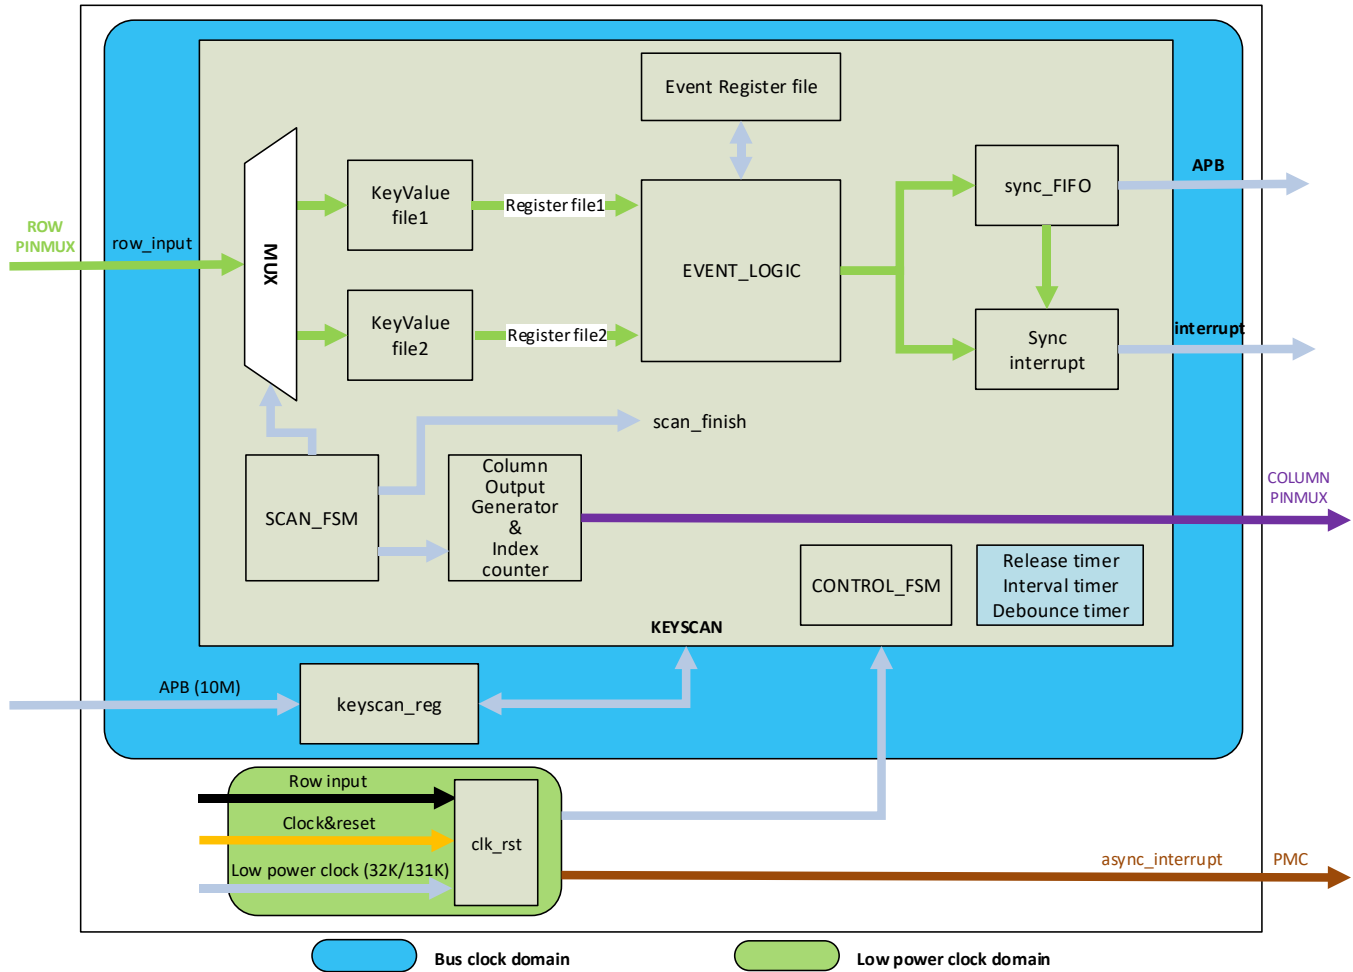 Event Register file
KeyValue
file1
Register file1
sync_FIFO
APB
ROW
PINMUX
row_input
MUX
EVENT_LOGIC
KeyValue
file2
Register file2
Sync
interrupt
interrupt
scan_finish
SCAN_FSM
Column
Output
Generator
&
Index
counter
COLUMN
PINMUX
CONTROL_FSM
Release timer
Interval timer
Debounce timer
KEYSCAN
APB (10M)
keyscan_reg
Row input
Clock&reset
Low power clock (32K/131K)
clk_rst
async_interrupt
PMC
Bus clock domain
Low power clock domain